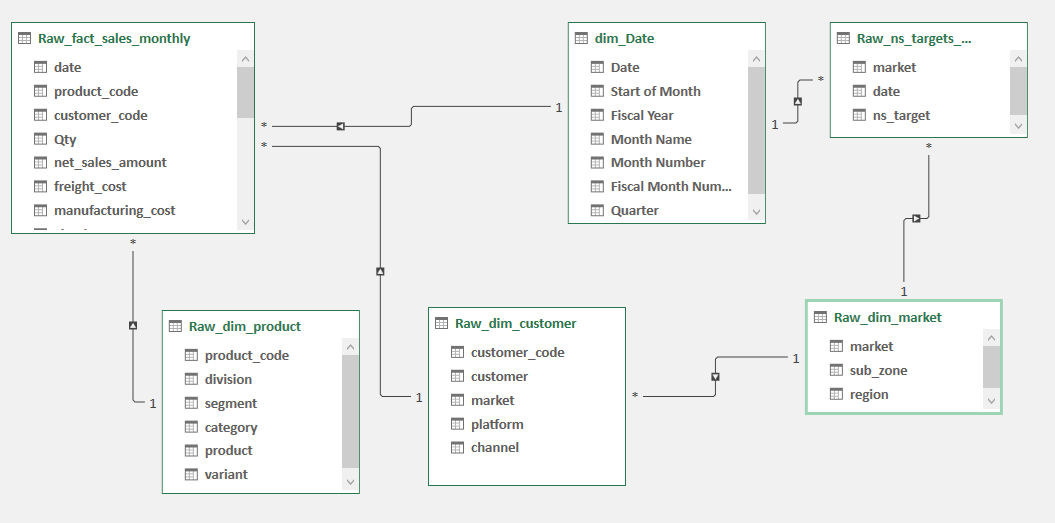 Raw_fact_sales_monthly
date
product_code
customer_code
Qty
net_sales_amount
freight_cost
manufacturing_cost
*
*
*
dim_Date
Date
Start of Month
Fiscal Year
Month Name
Month Number
Fiscal Month Num...
Quarter
1
1
Raw_ns_targets_...
market
date
ns_target
*
*
Raw_dim_product
product_code
division
segment
category
product
variant
1
Raw_dim_customer
customer_code
customer
market
platform
channel
1
*
Raw_dim_market
market
sub_zone
region
1
1